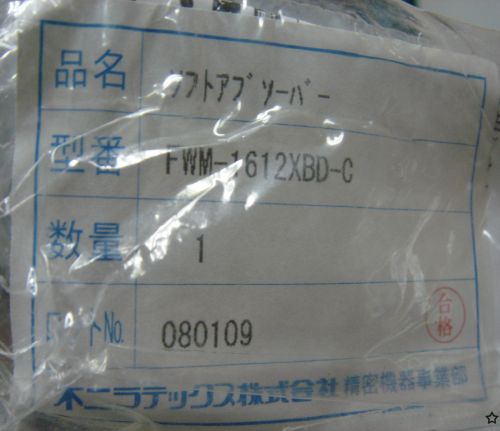 品名 ソフトアブソーバー
型番 FWM-1612XBD-C
数量 1
ロットNo. 080109
合格
不二ラテックス株式会社 精密機器事業部